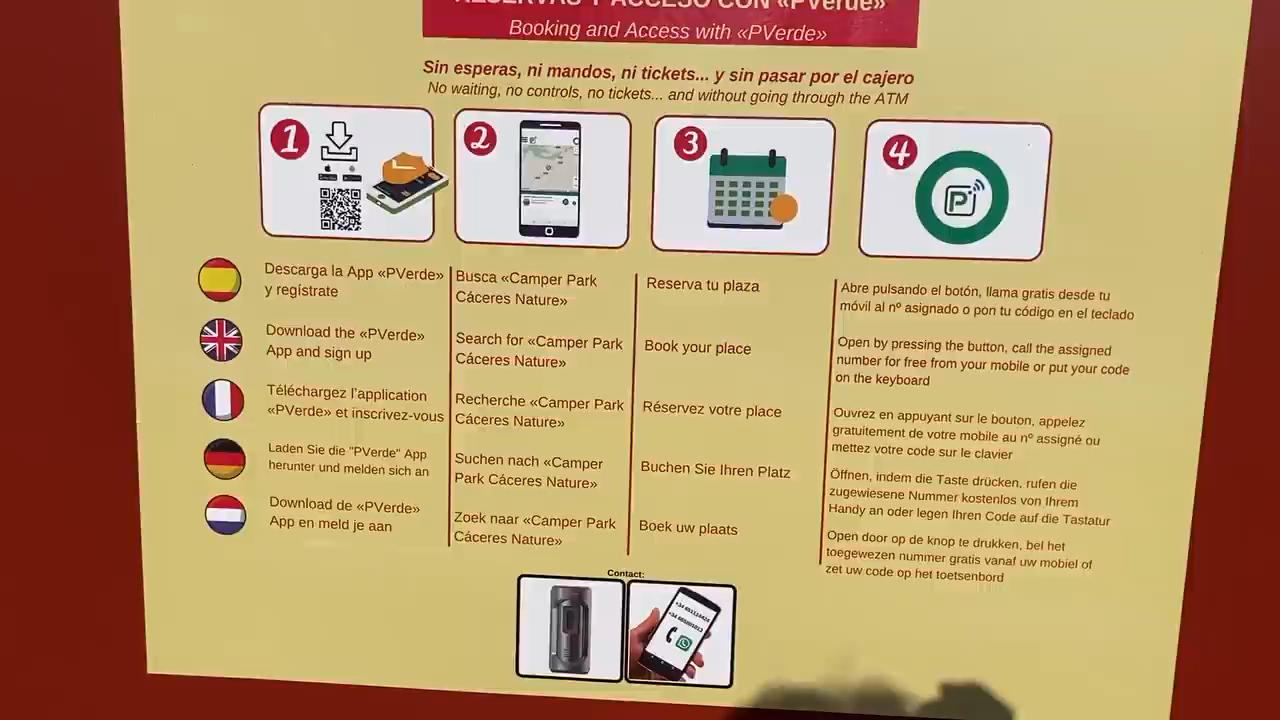 RESERVAS Y ACCESO CON «PVerde»
Booking and Access with «PVerde»
Sin esperas, ni mandos, ni tickets... y sin pasar por el cajero
No waiting, no controls, no tickets... and without going through the ATM
1
2
3
4
P
Descarga la App «PVerde»
y regístrate
Busca «Camper Park
Cáceres Nature»
Reserva tu plaza
Abre pulsando el botón, llama gratis desde tu
móvil al nº asignado o pon tu código en el teclado
Download the «PVerde»
App and sign up
Search for «Camper Park
Cáceres Nature»
Book your place
Open by pressing the button, call the assigned
number for free from your mobile or put your code
on the keyboard
Téléchargez l'application
«PVerde» et inscrivez-vous
Recherche «Camper Park
Cáceres Nature»
Réservez votre place
Ouvrez en appuyant sur le bouton, appelez
gratuitement de votre mobile au nº assigné ou
mettez votre code sur le clavier
Laden Sie die "PVerde" App
herunter und melden sich an
Suchen nach «Camper
Park Cáceres Nature»
Buchen Sie Ihren Platz
Öffnen, indem die Taste drücken, rufen die
zugewiesene Nummer kostenlos von Ihrem
Handy an oder legen Ihren Code auf die Tastatur
Download de «PVerde»
App en meld je aan
Zoek naar «Camper Park
Cáceres Nature»
Boek uw plaats
Open door op de knop te drukken, bel het
toegewezen nummer gratis vanaf uw mobiel of
zet uw code op het toetsenbord
Contact:
+34
+34